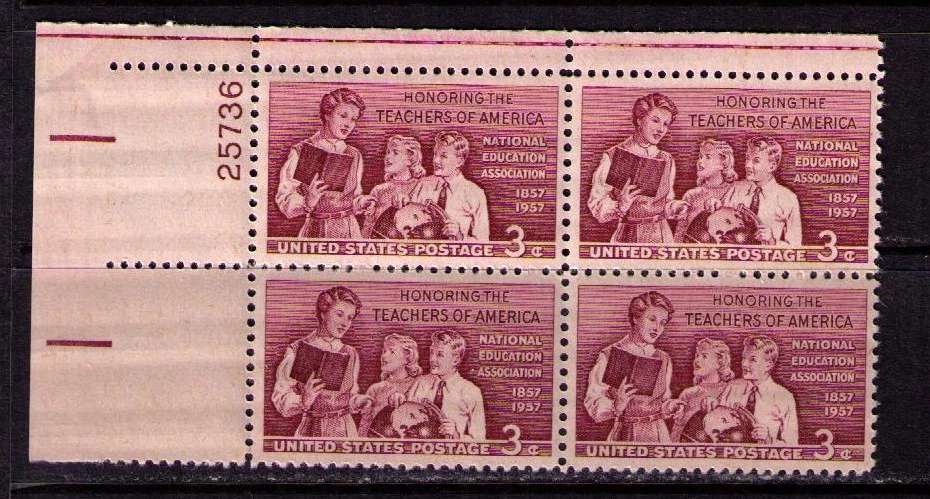 25736
HONORING THE
TEACHERS OF AMERICA
NATIONAL
EDUCATION
ASSOCIATION
1857
1957
UNITED STATES POSTAGE 3¢
HONORING THE
TEACHERS OF AMERICA
NATIONAL
EDUCATION
ASSOCIATION
1857
1957
UNITED STATES POSTAGE 3¢
HONORING THE
TEACHERS OF AMERICA
NATIONAL
EDUCATION
ASSOCIATION
1857
1957
UNITED STATES POSTAGE 3¢
HONORING THE
TEACHERS OF AMERICA
NATIONAL
EDUCATION
ASSOCIATION
1857
1957
UNITED STATES POSTAGE 3¢